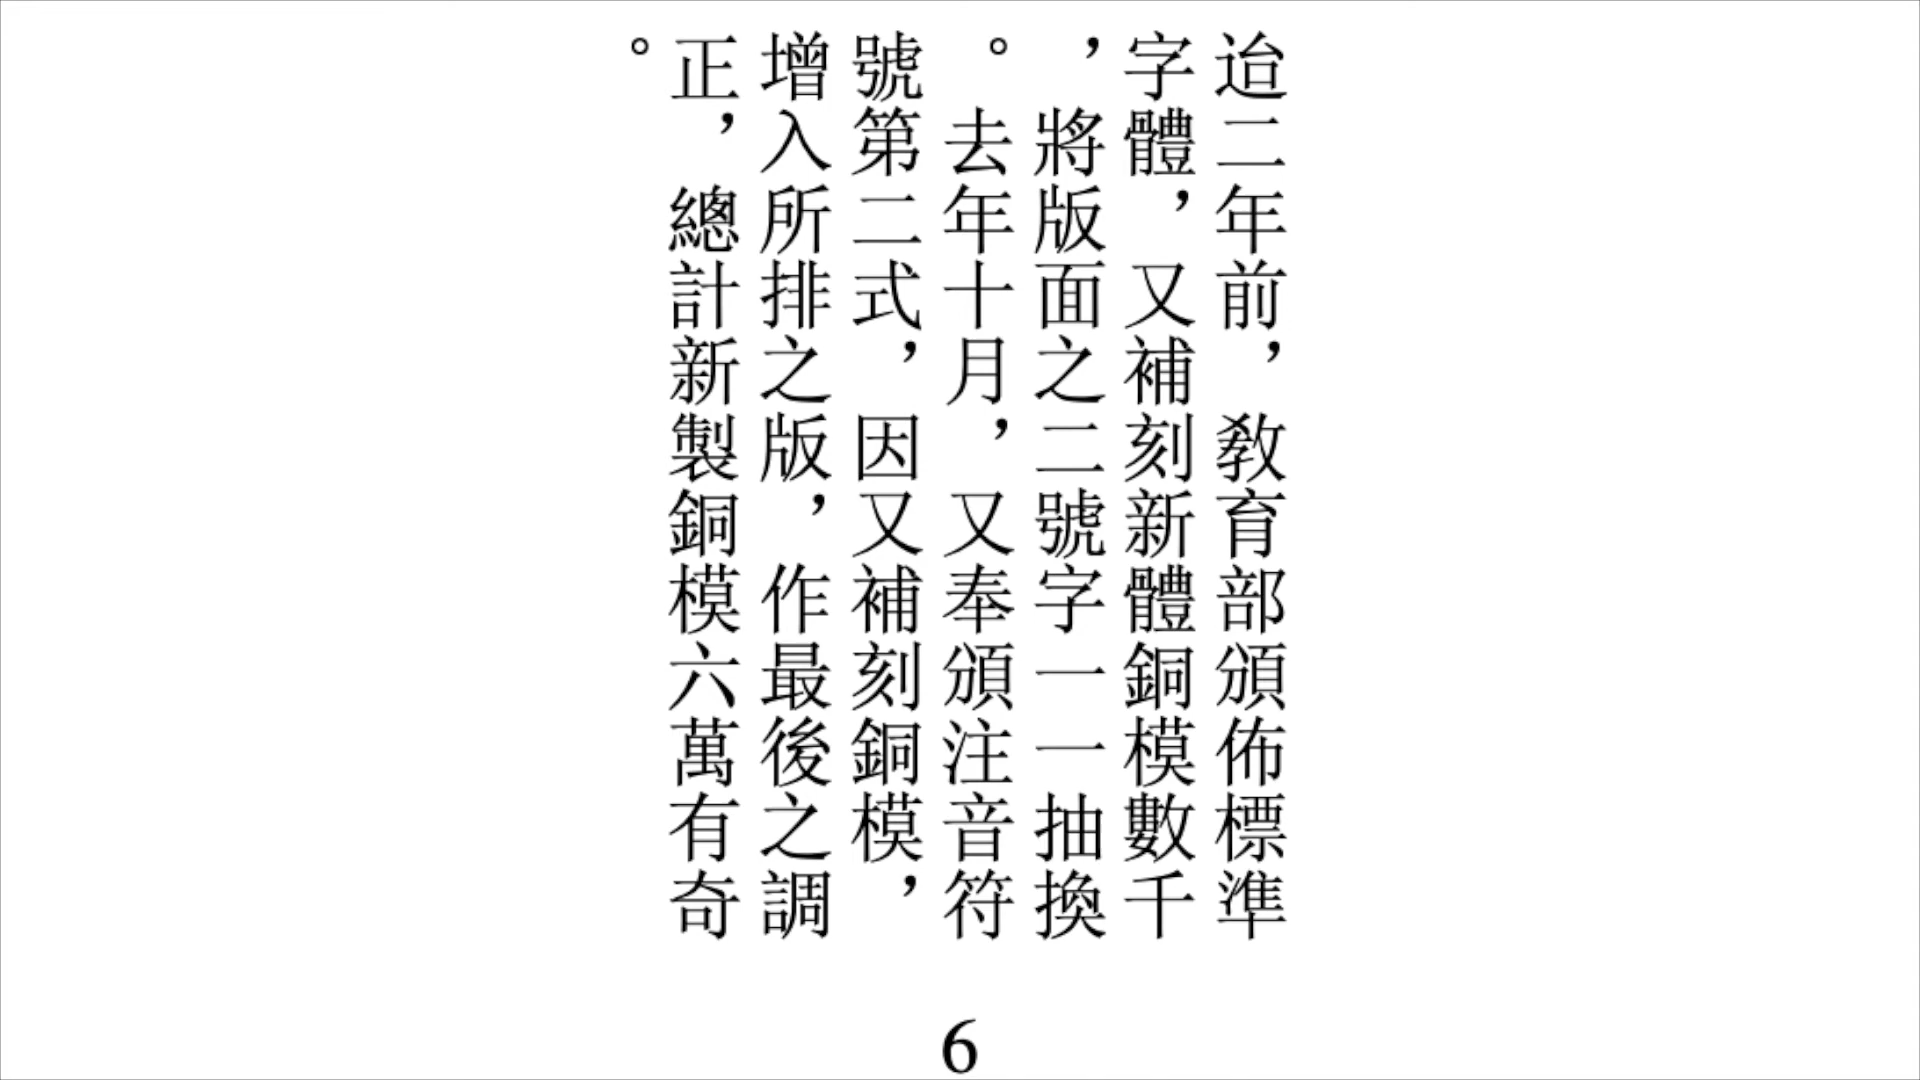 迨二年前，敎育部頒佈標準
字體，又補刻新體銅模數千
，將版面之二號字一一抽換
。去年十月，又奉頒注音符
號第二式，因又補刻銅模，
增入所排之版，作最後之調
正，總計新製銅模六萬有奇
。
6